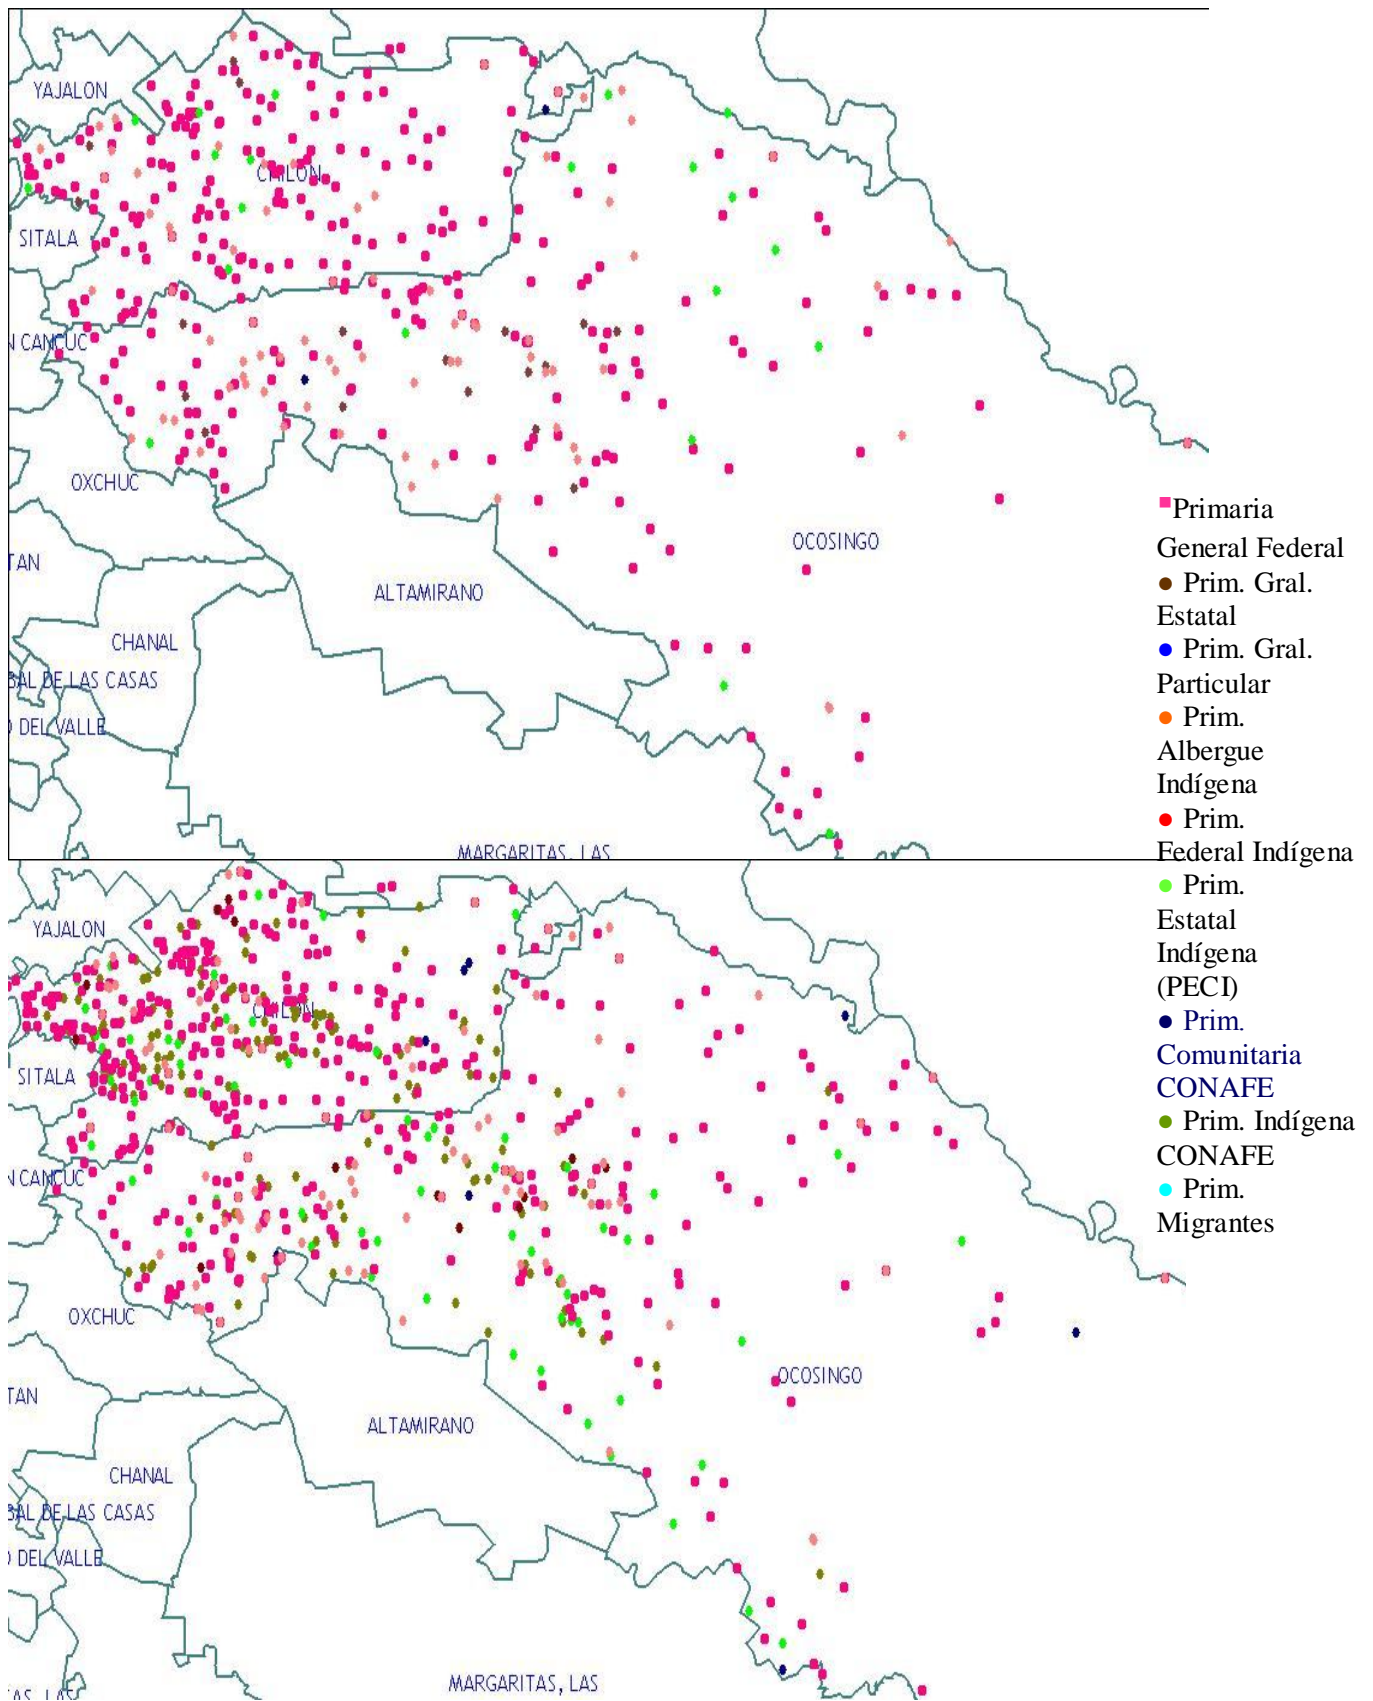 YAJALON
CHILON
SITALA
N CANCUC
OXCHUC
TAN
OCOSINGO
ALTAMIRANO
CHANAL
BAL DE LAS CASAS
O DEL VALLE
MARGARITAS, LAS
Primaria
General Federal
Prim. Gral.
Estatal
Prim. Gral.
Particular
Prim.
Albergue
Indígena
Prim.
Federal Indígena
Prim.
Estatal
Indígena
(PECI)
Prim.
Comunitaria
CONAFE
Prim. Indígena
CONAFE
Prim.
Migrantes
YAJALON
CHILON
SITALA
N CANCUC
OXCHUC
TAN
OCOSINGO
ALTAMIRANO
CHANAL
BAL DE LAS CASAS
O DEL VALLE
MARGARITAS, LAS